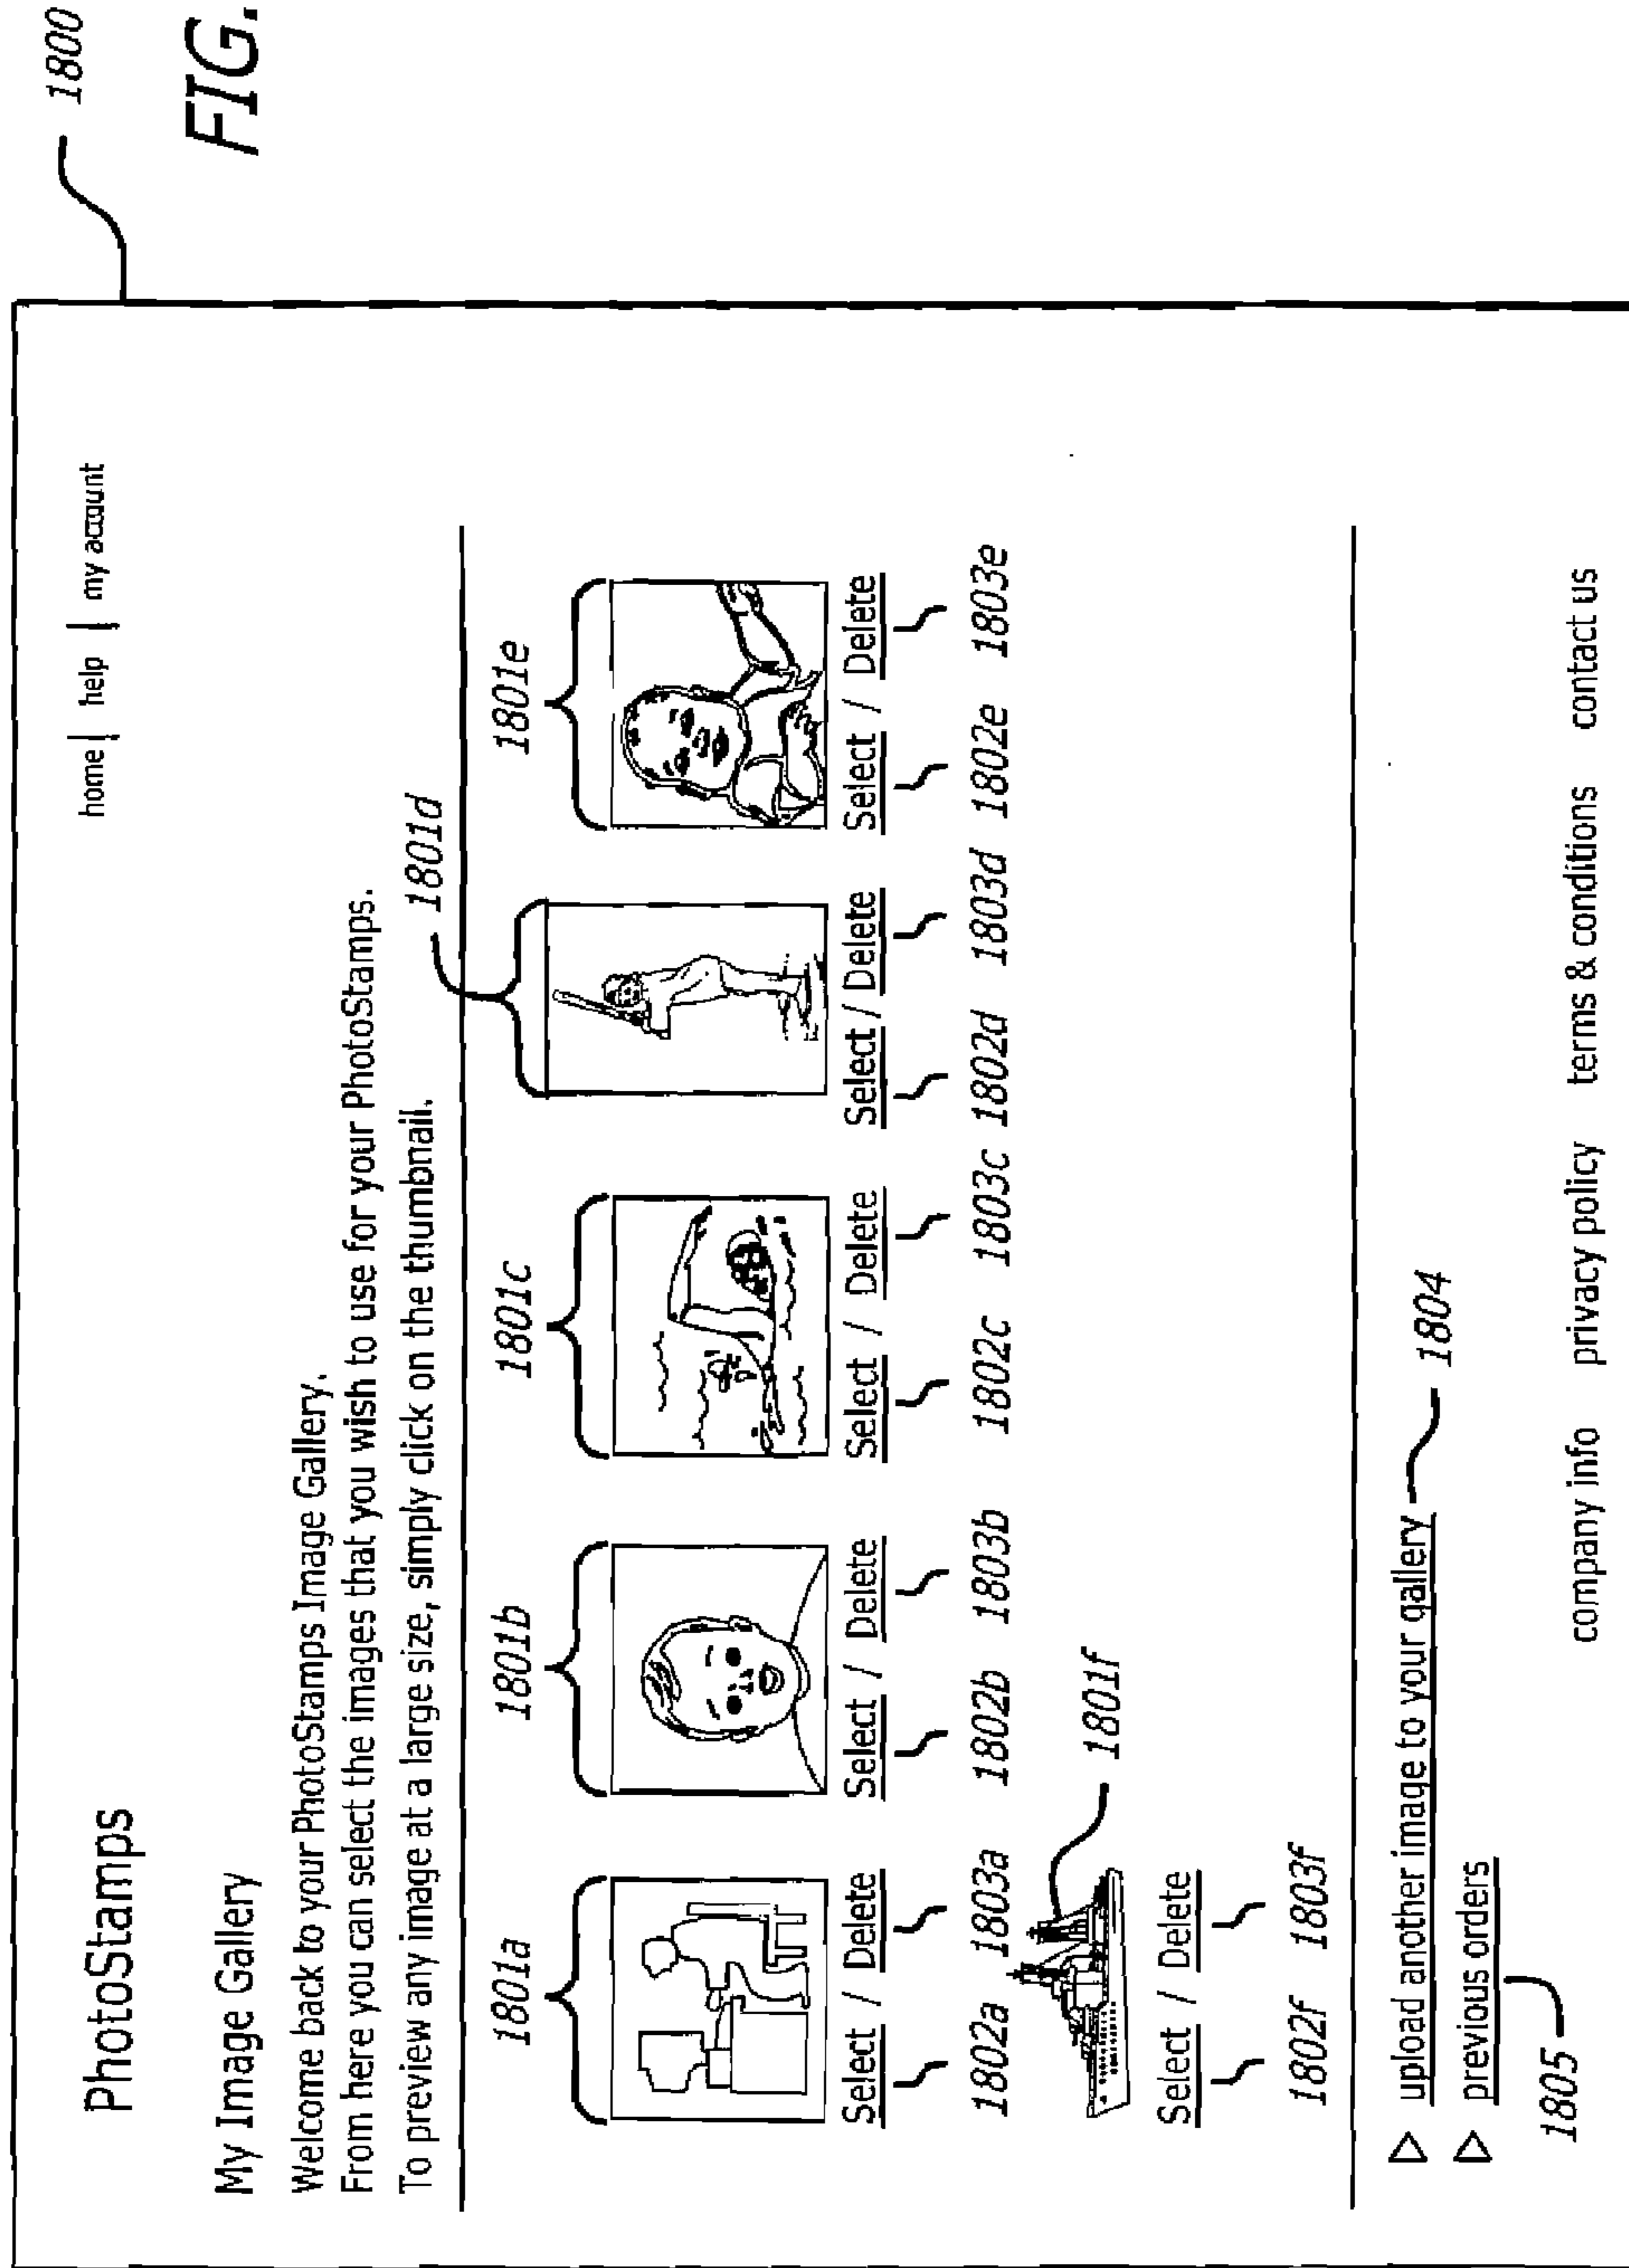 1800
FIG.
PhotoStamps
home | help | my account
My Image Gallery
Welcome back to your PhotoStamps Image Gallery.
From here you can select the images that you wish to use for your PhotoStamps.
To preview any image at a large size, simply click on the thumbnail.
1801a 1801b 1801c 1801d 1801e
Select / Delete Select / Delete Select / Delete Select / Delete Select / Delete
1802a 1803a 1802b 1803b 1802c 1803c 1802d 1803d 1802e 1803e
1801f
Select / Delete
1802f 1803f
upload another image to your gallery 1804
previous orders
1805
company info privacy policy terms & conditions contact us